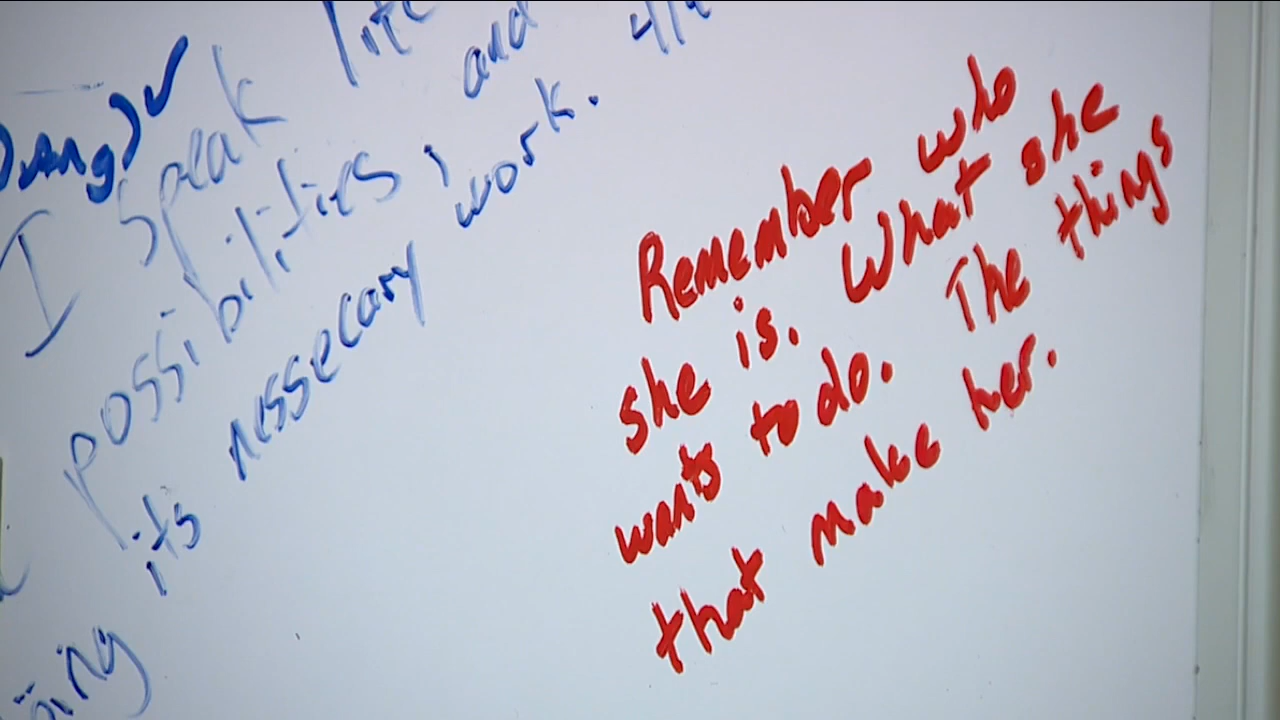 I speak life
possibilities, and
its nessecary work.
Remember who
she is. What she
wants to do. The things
that make her.